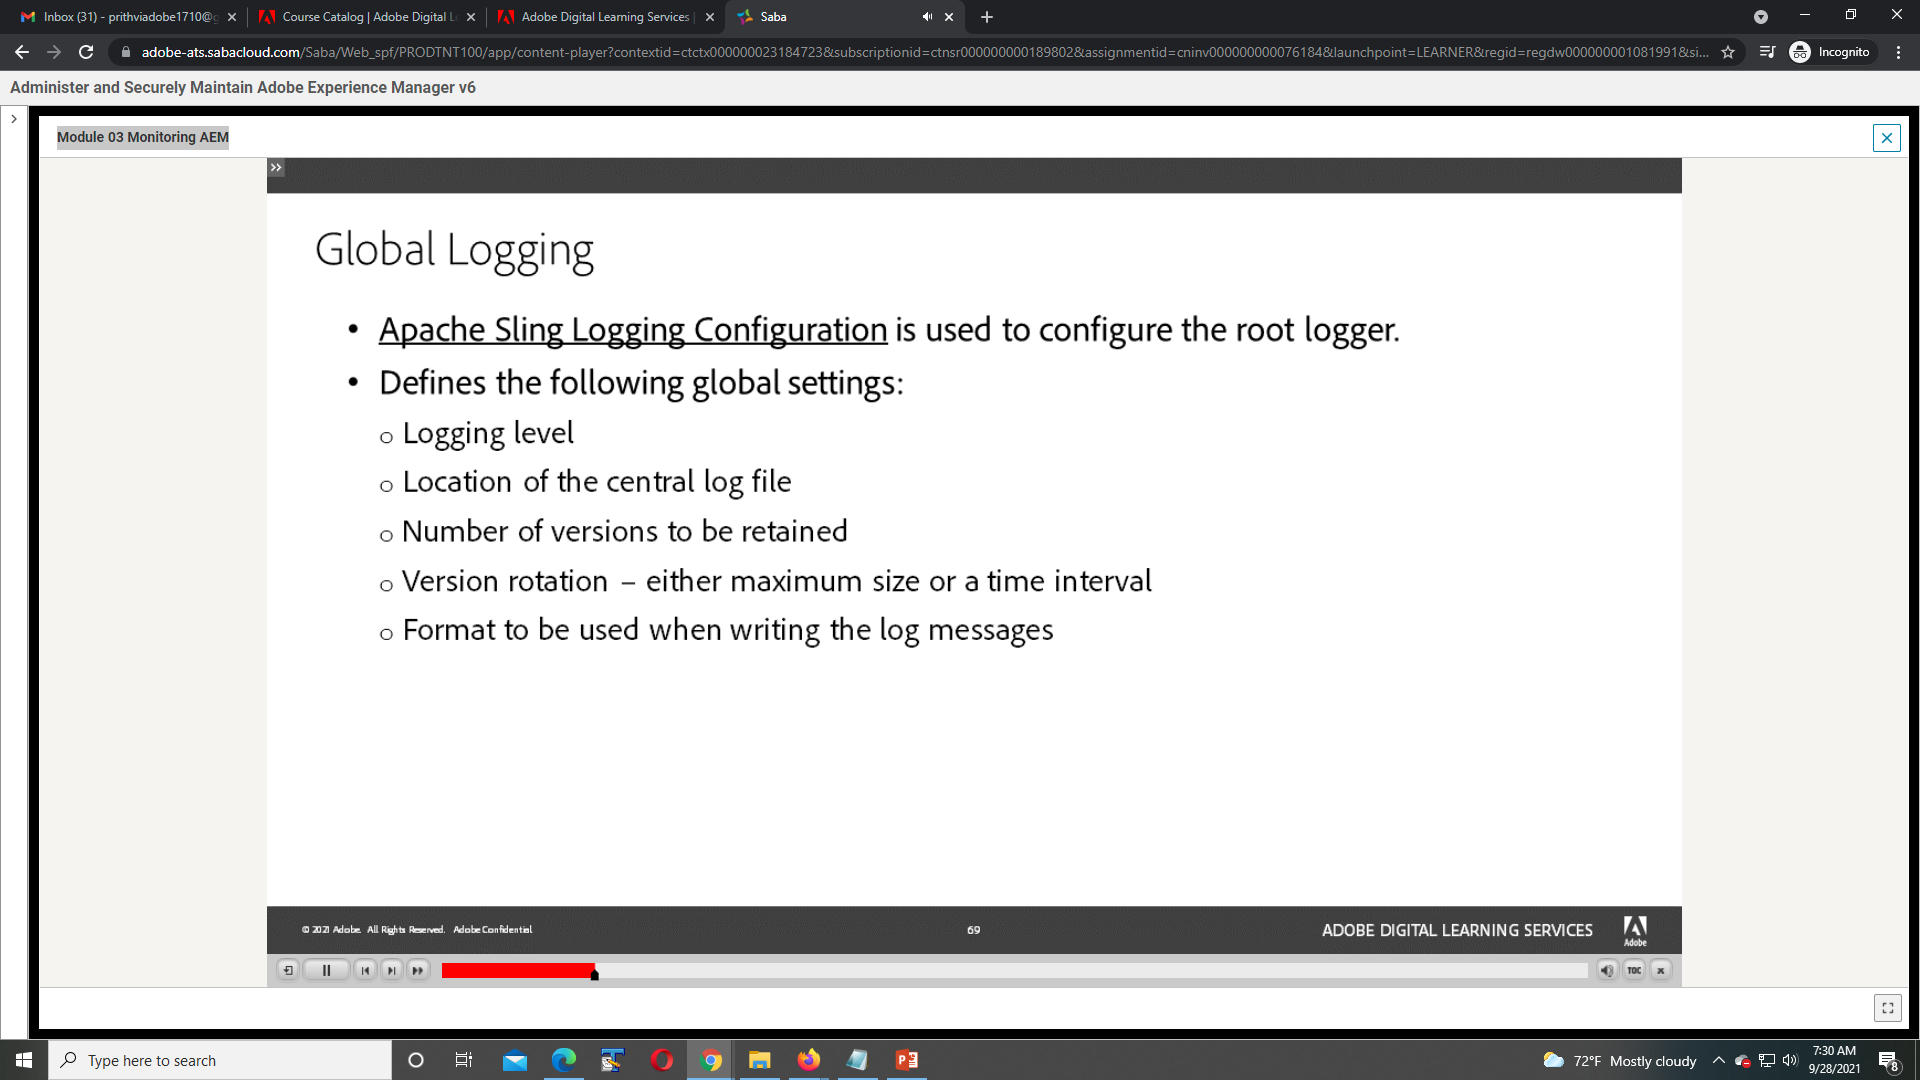 Inbox (31) - prithviadobe1710@g
Course Catalog | Adobe Digital L
Adobe Digital Learning Services |
Saba
adobe-ats.sabacloud.com/Saba/Web_spf/PRODTNT100/app/content-player?contextid=ctctx000000023184723&subscriptionid=ctnsr0000000000189802&assignmentid=cninv000000000076184&launchpoint=LEARNER&regid=regdw000000001081991&si...
Incognito
Administer and Securely Maintain Adobe Experience Manager v6
Module 03 Monitoring AEM
Global Logging
• Apache Sling Logging Configuration is used to configure the root logger.
• Defines the following global settings:
o Logging level
o Location of the central log file
o Number of versions to be retained
o Version rotation – either maximum size or a time interval
o Format to be used when writing the log messages
© 2021 Adobe. All Rights Reserved. Adobe Confidential.
69
ADOBE DIGITAL LEARNING SERVICES
Adobe
TOC
Type here to search
72°F Mostly cloudy
7:30 AM
9/28/2021
8